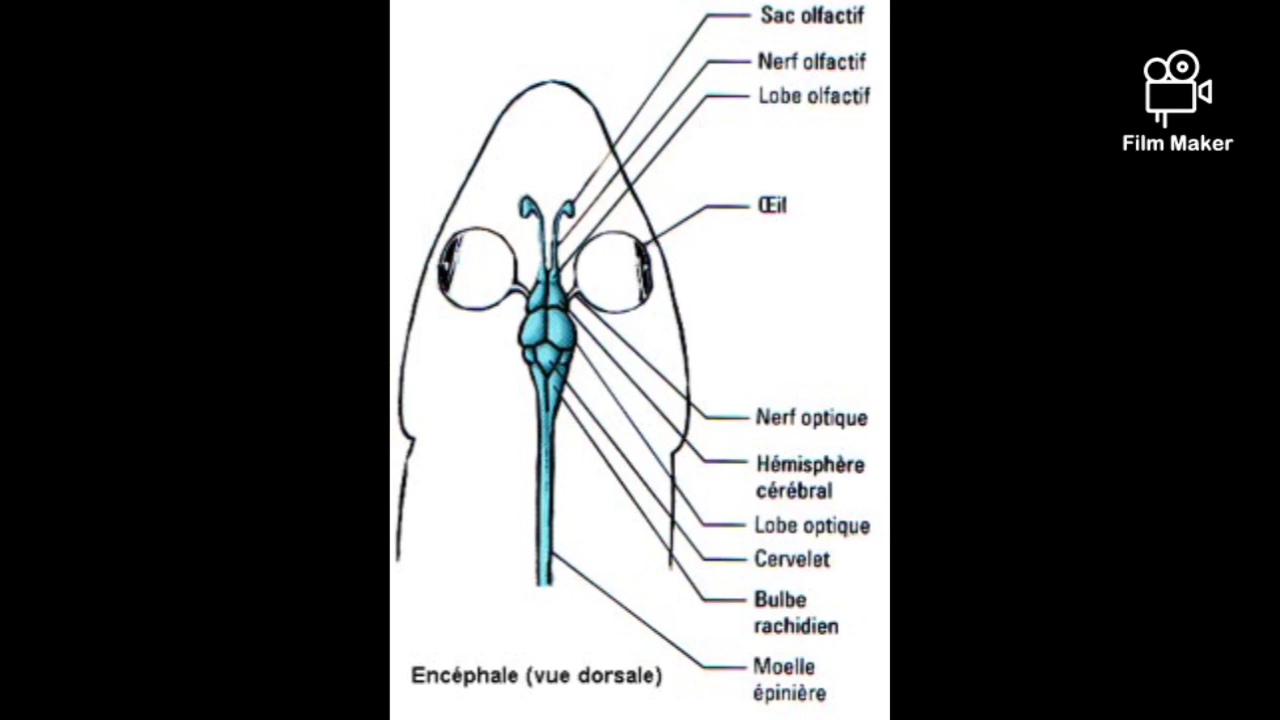 Sac olfactif
Nerf olfactif
Lobe olfactif
Film Maker
Œil
Nerf optique
Hémisphère
cérébral
Lobe optique
Cervelet
Bulbe
rachidien
Moelle
épinière
Encéphale (vue dorsale)